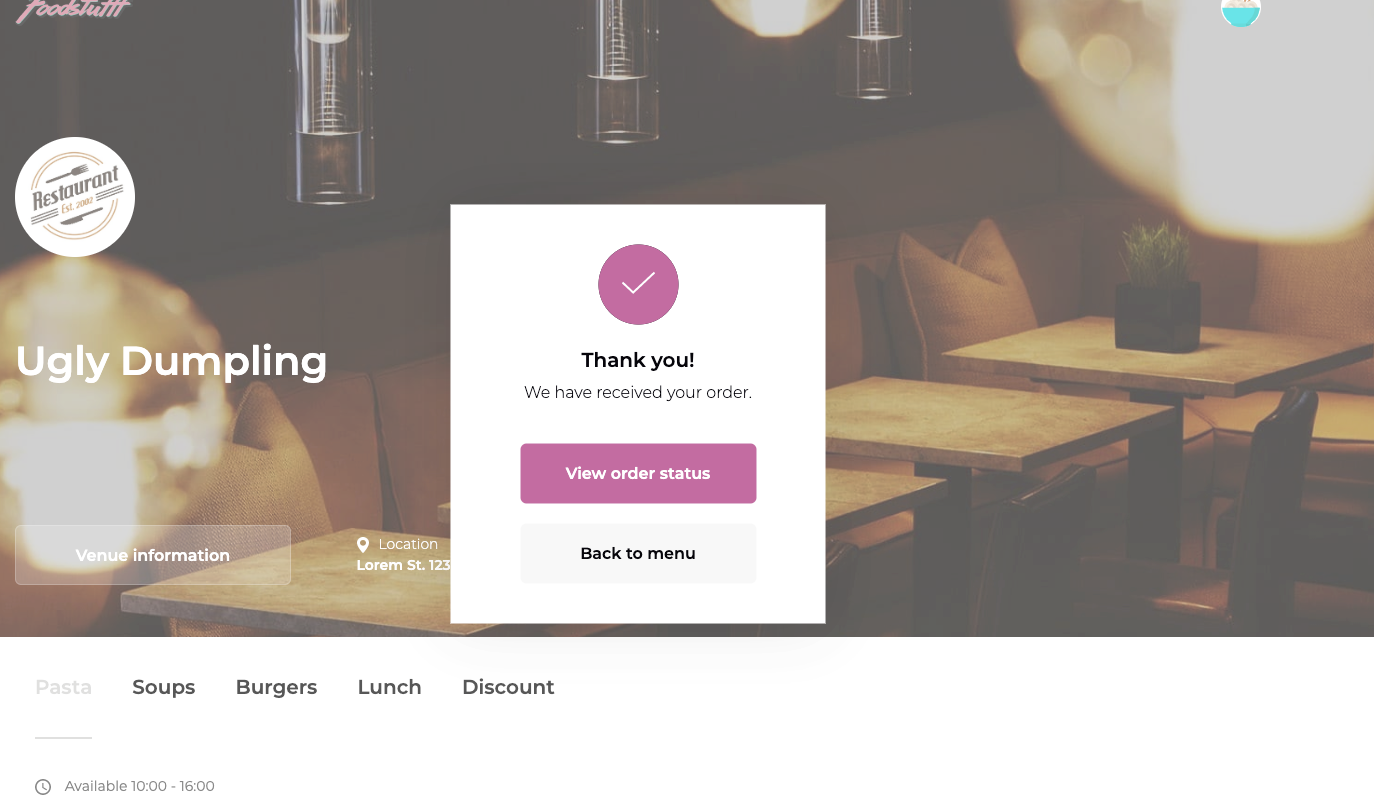 foodstuff
Restaurant
Est. 2002
Ugly Dumpling
Venue information
Location
Lorem St. 123
Thank you!
We have received your order.
View order status
Back to menu
Pasta Soups Burgers Lunch Discount
Available 10:00 - 16:00